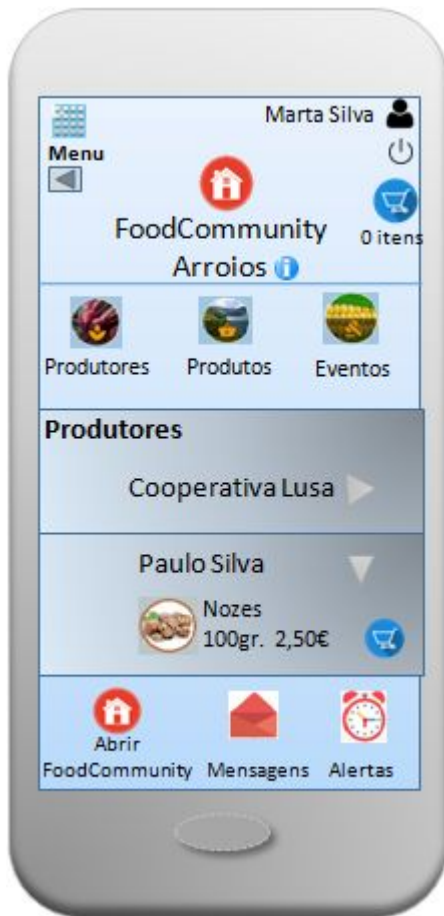 Marta Silva
Menu
FoodCommunity
0 itens
Arroios
Produtores
Produtos
Eventos
Produtores
Cooperativa Lusa
Paulo Silva
Nozes
100gr. 2,50€
Abrir
FoodCommunity
Mensagens
Alertas